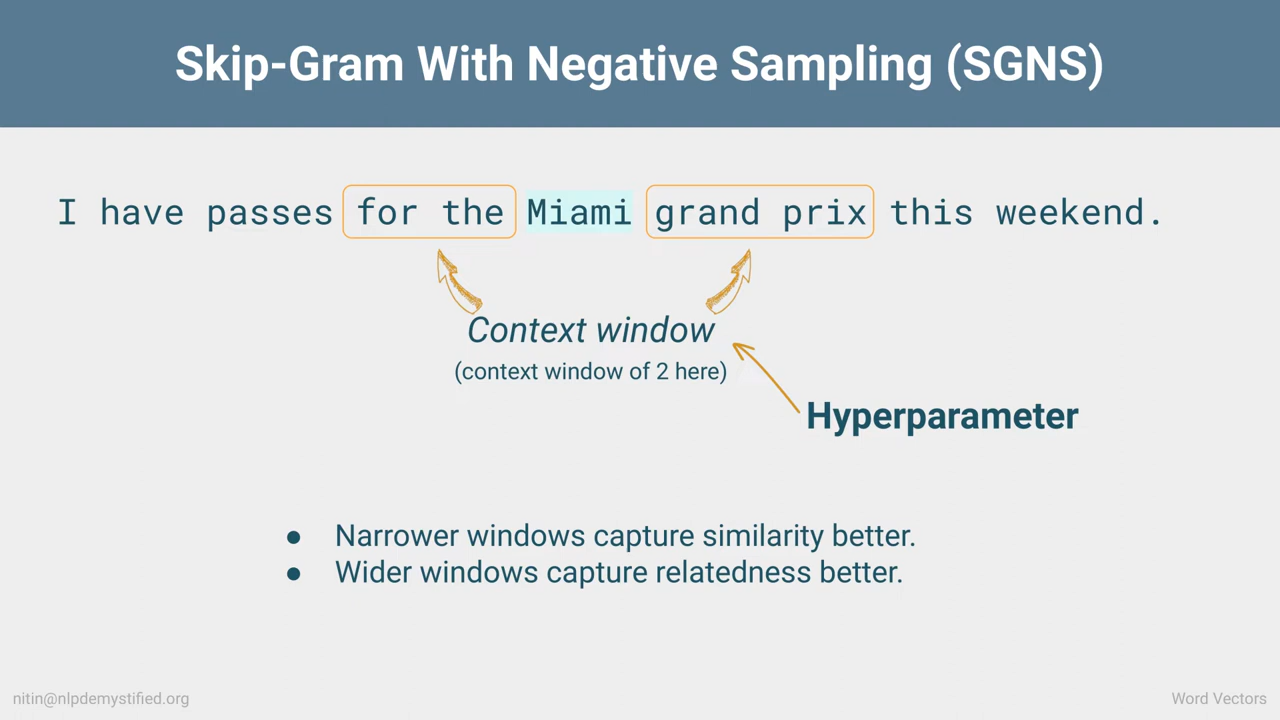 Skip-Gram With Negative Sampling (SGNS)
I have passes for the Miami grand prix this weekend.
Context window
(context window of 2 here)
Hyperparameter
● Narrower windows capture similarity better.
● Wider windows capture relatedness better.
nitin@nlpdemystified.org
Word Vectors